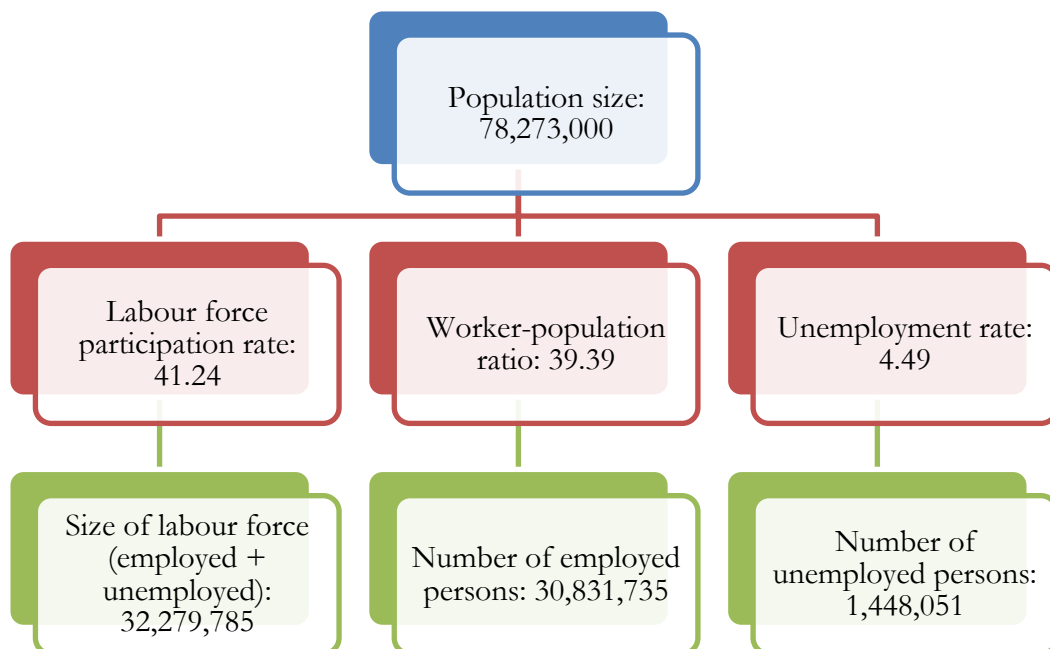 Population size:
78,273,000
Labour force
participation rate:
41.24
Worker-population
ratio: 39.39
Unemployment rate:
4.49
Size of labour force
(employed +
unemployed):
32,279,785
Number of employed
persons: 30,831,735
Number of
unemployed persons:
1,448,051